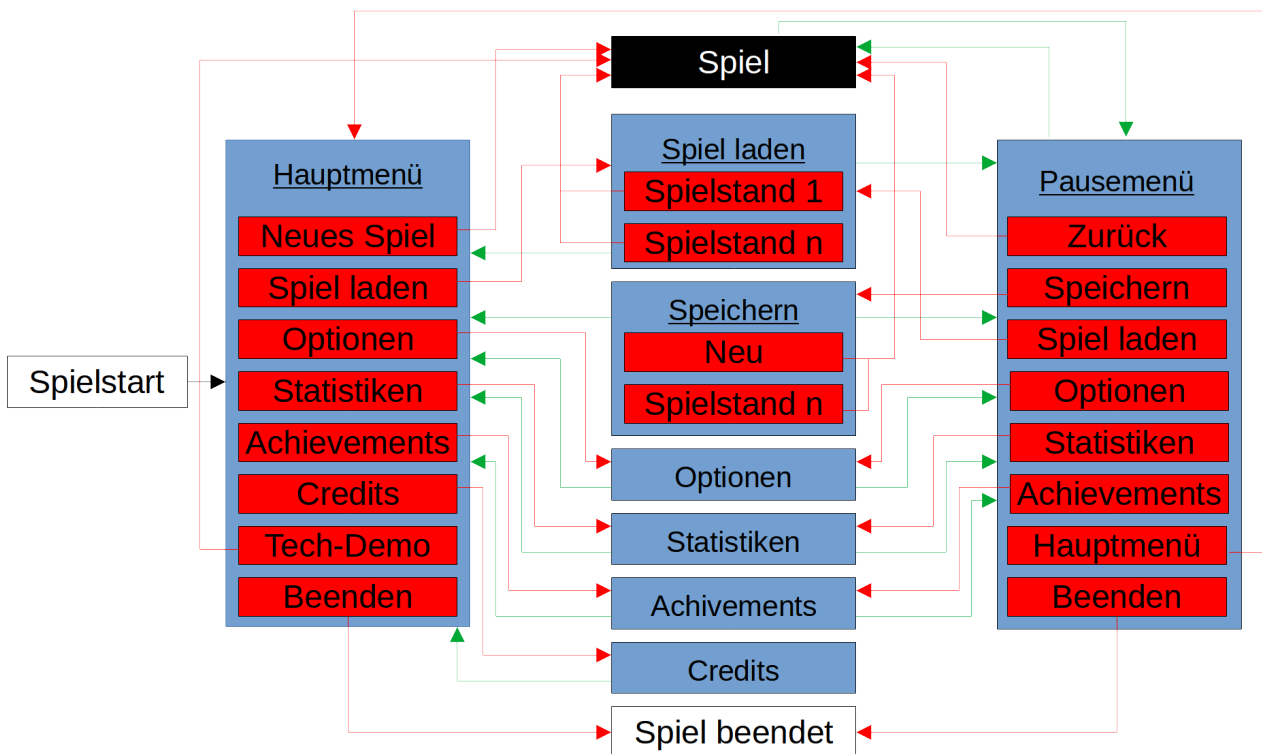 Spiel
Spielstart
Hauptmenü
Neues Spiel
Spiel laden
Optionen
Statistiken
Achievements
Credits
Tech-Demo
Beenden
Spiel laden
Spielstand 1
Spielstand n
Speichern
Neu
Spielstand n
Optionen
Statistiken
Achivements
Credits
Spiel beendet
Pausemenü
Zurück
Speichern
Spiel laden
Optionen
Statistiken
Achievements
Hauptmenü
Beenden